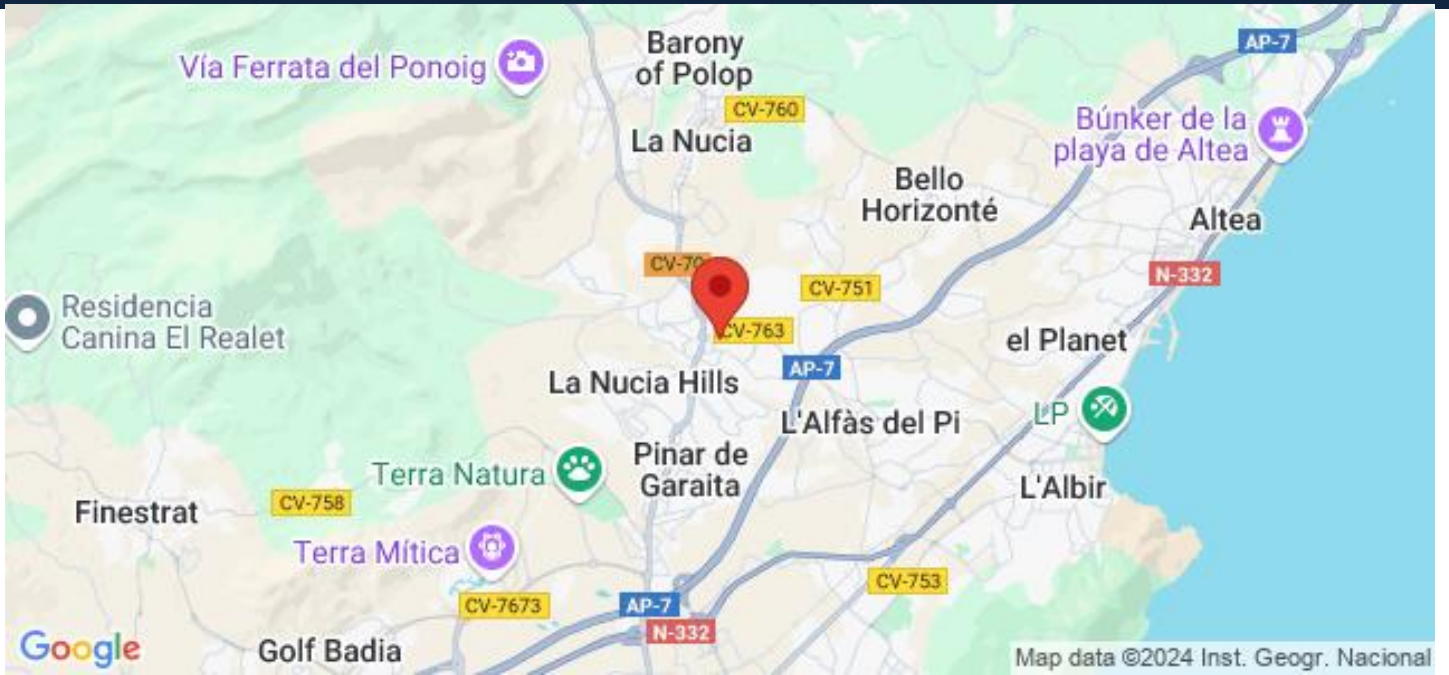 AP-7
Barony
of Polop
Vía Ferrata del Ponoig
CV-760
Búnker de la
playa de Altea
La Nucia
Bello
Horizonté
Altea
CV-70
N-332
CV-751
Residencia
Canina El Realet
CV-763
el Planet
AP-7
La Nucia Hills
L'Alfàs del Pi
LP
Pinar de
Garaita
Terra Natura
L'Albir
CV-758
Finestrat
Terra Mítica
CV-753
CV-7673
AP-7
N-332
Golf Badia
Google
Map data ©2024 Inst. Geogr. Nacional